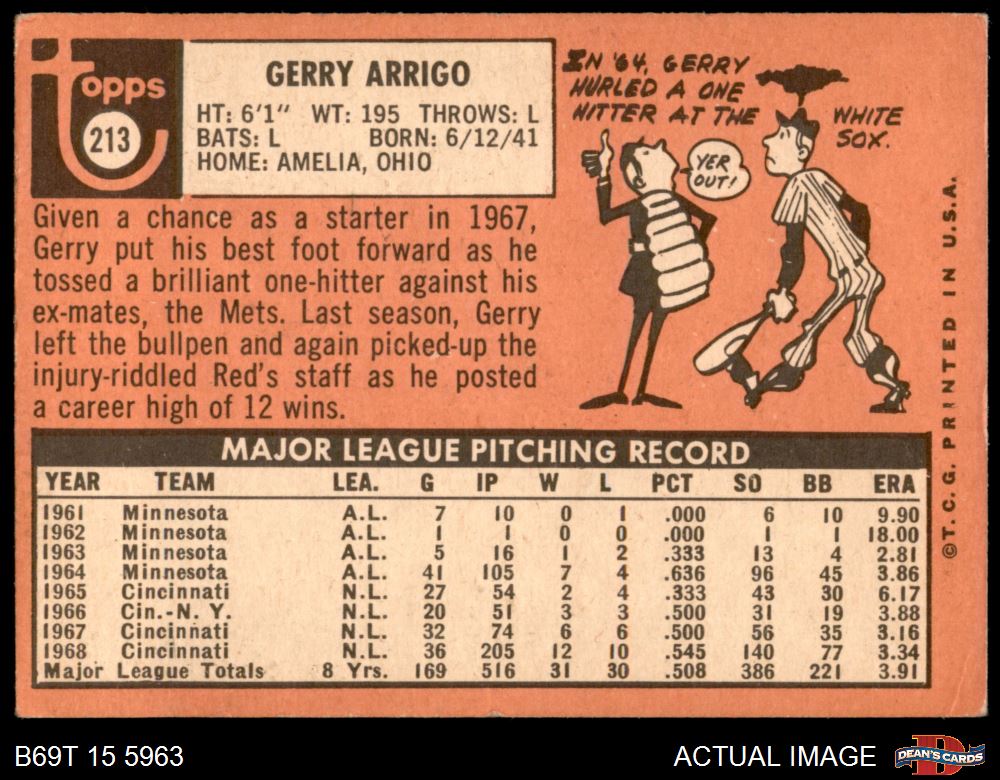 topps
213
GERRY ARRIGO
HT: 6'1" WT: 195 THROWS: L
BATS: L BORN: 6/12/41
HOME: AMELIA, OHIO
IN '64, GERRY
HURLED A ONE
HITTER AT THE WHITE
SOX.
YER
OUT!
Given a chance as a starter in 1967,
Gerry put his best foot forward as he
tossed a brilliant one-hitter against his
ex-mates, the Mets. Last season, Gerry
left the bullpen and again picked-up the
injury-riddled Red's staff as he posted
a career high of 12 wins.
MAJOR LEAGUE PITCHING RECORD
YEAR TEAM LEA. G IP W L PCT SO BB ERA
1961 Minnesota A.L. 7 10 0 1 .000 6 10 9.90
1962 Minnesota A.L. 1 1 0 0 .000 1 1 18.00
1963 Minnesota A.L. 5 16 1 2 .333 13 4 2.81
1964 Minnesota A.L. 41 105 7 4 .636 96 45 3.86
1965 Cincinnati N.L. 27 54 2 4 .333 43 30 6.17
1966 Cin.-N. Y. N.L. 20 51 3 3 .500 31 19 3.88
1967 Cincinnati N.L. 32 74 6 6 .500 56 35 3.16
1968 Cincinnati N.L. 36 205 12 10 .545 140 77 3.34
Major League Totals 8 Yrs. 169 516 31 30 .508 386 221 3.91
©T.C.G. PRINTED IN U.S.A.
B69T 15 5963
ACTUAL IMAGE
DEAN'S CARDS